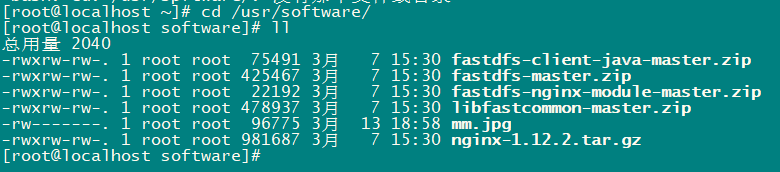 [root@localhost ~]# cd /usr/software/
[root@localhost software]# ll
总用量 2040
-rwxrw-rw-. 1 root root  75491 3月   7 15:30 fastdfs-client-java-master.zip
-rwxrw-rw-. 1 root root 425467 3月   7 15:30 fastdfs-master.zip
-rwxrw-rw-. 1 root root  22192 3月   7 15:30 fastdfs-nginx-module-master.zip
-rwxrw-rw-. 1 root root 478937 3月   7 15:30 libfastcommon-master.zip
-rw-------. 1 root root  96775 3月  13 18:58 mm.jpg
-rwxrw-rw-. 1 root root 981687 3月   7 15:30 nginx-1.12.2.tar.gz
[root@localhost software]#